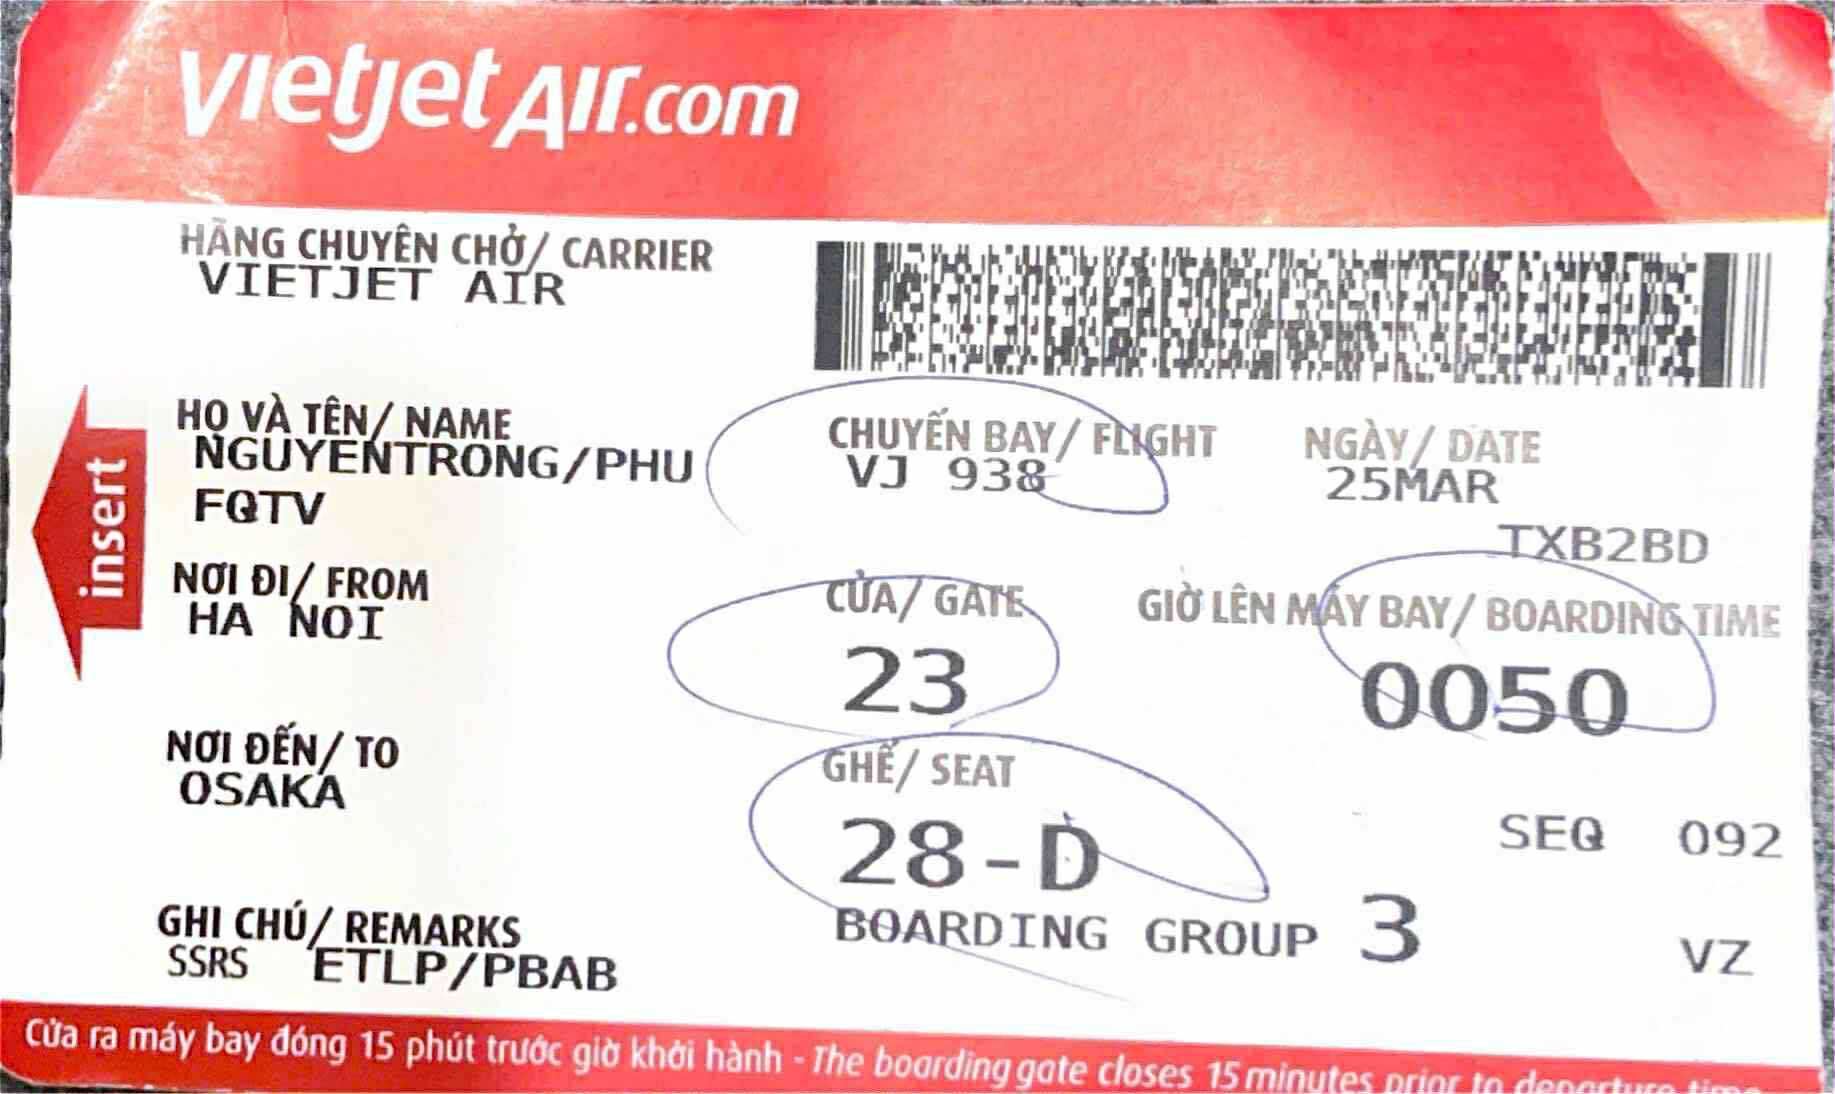 vietjet Air.com
HÃNG CHUYÊN CHỞ/ CARRIER
VIETJET AIR
HỌ VÀ TÊN/ NAME
NGUYENTRONG/PHU
FQTV
CHUYẾN BAY/ FLIGHT
VJ 938
NGÀY/ DATE
25MAR
TXB2BD
insert
NƠI ĐI/ FROM
HA NOI
CỬA/ GATE
23
GIỜ LÊN MÁY BAY/ BOARDING TIME
0050
NƠI ĐẾN/ TO
OSAKA
GHẾ/ SEAT
28-D
SEQ 092
BOARDING GROUP 3
VZ
GHI CHÚ/ REMARKS
SSRS ETLP/PBAB
Cửa ra máy bay đóng 15 phút trước giờ khởi hành - The boarding gate closes 15 minutes prior to departure time